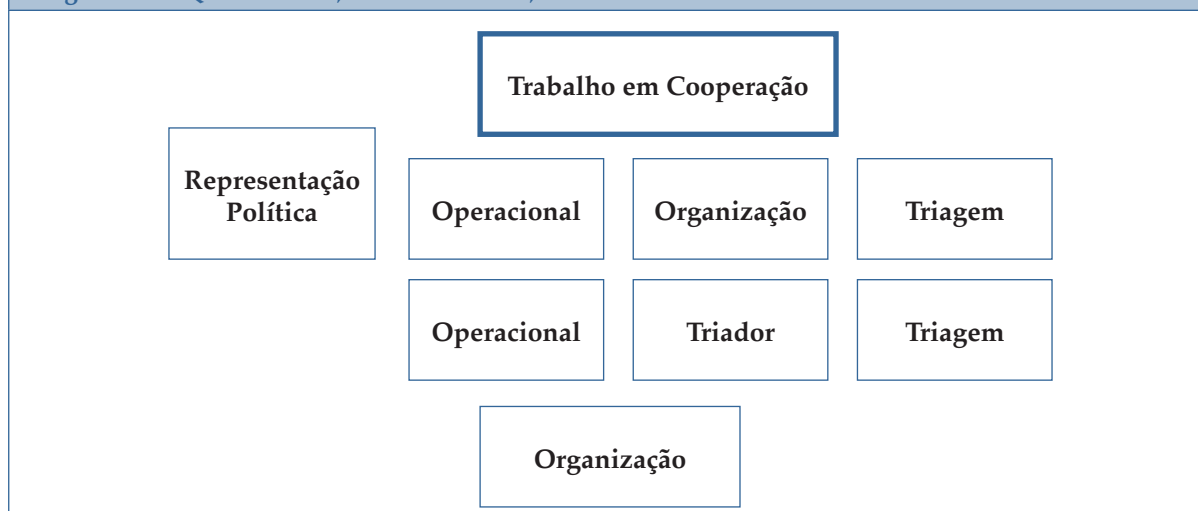 Trabalho em Cooperação
Representação
Política
Operacional
Organização
Triagem
Operacional
Triador
Triagem
Organização